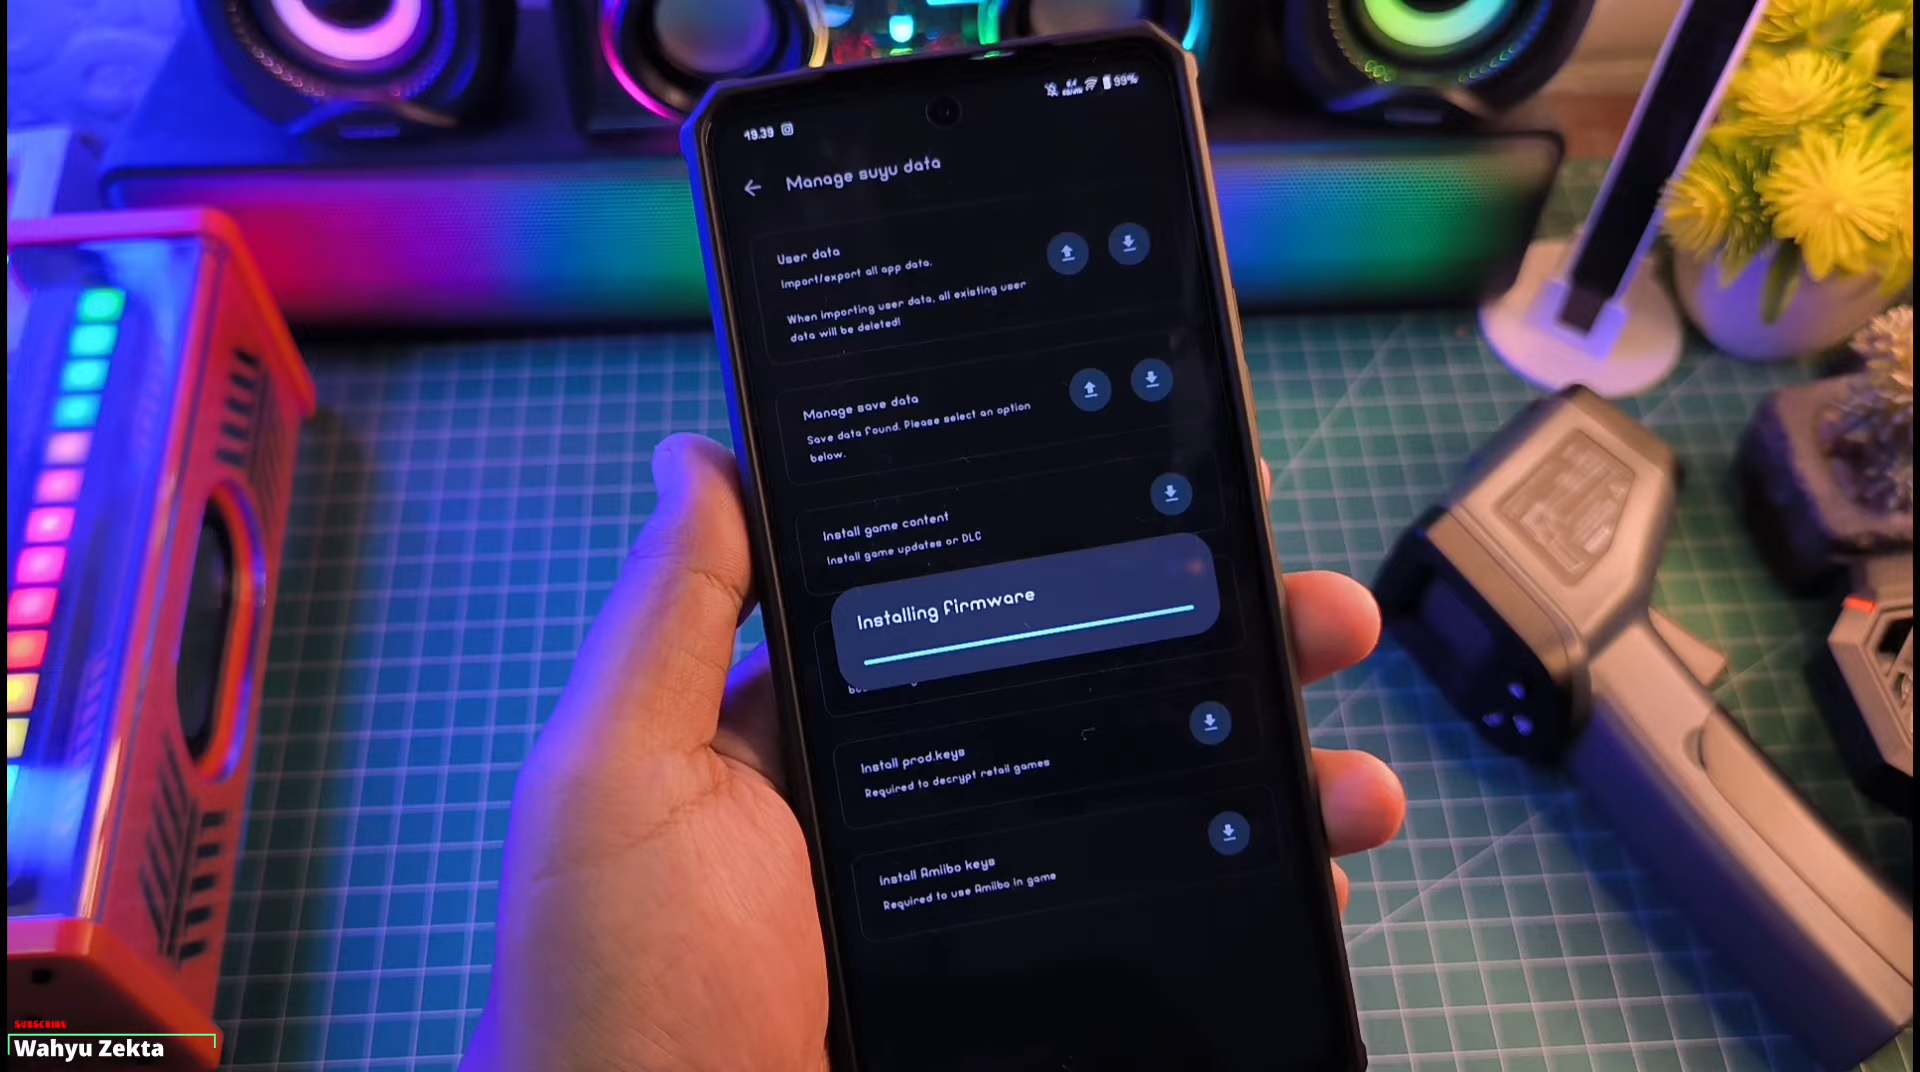 19.39
99%
Manage suyu data
User data
Import/export all app data.
When importing user data, all existing user
data will be deleted!
Manage save data
Save data found. Please select an option
below.
Install game content
Install game updates or DLC
Installing firmware
Install prod.keys
Required to decrypt retail games
Install Amiibo keys
Required to use Amiibo in game
SUBSCRIBE
Wahyu Zekta